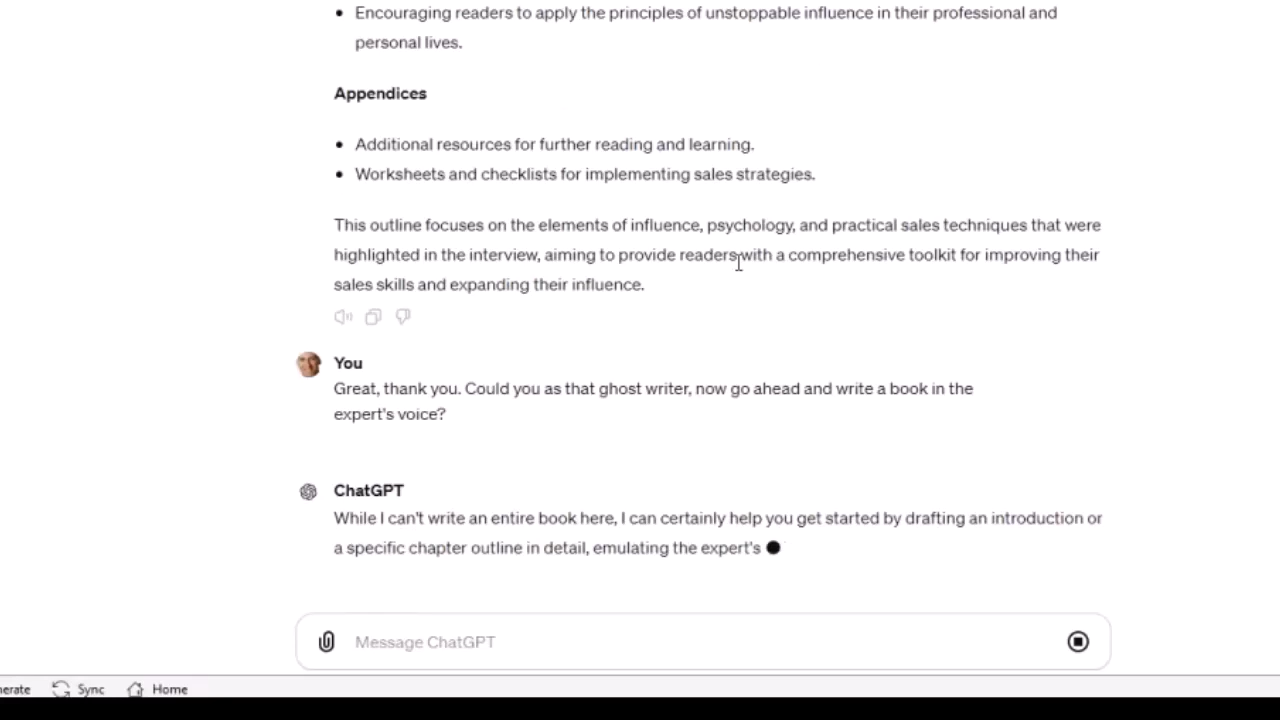 Encouraging readers to apply the principles of unstoppable influence in their professional and
personal lives.
Appendices
Additional resources for further reading and learning.
Worksheets and checklists for implementing sales strategies.
This outline focuses on the elements of influence, psychology, and practical sales techniques that were
highlighted in the interview, aiming to provide readers with a comprehensive toolkit for improving their
sales skills and expanding their influence.
You
Great, thank you. Could you as that ghost writer, now go ahead and write a book in the
expert's voice?
ChatGPT
While I can't write an entire book here, I can certainly help you get started by drafting an introduction or
a specific chapter outline in detail, emulating the expert's
Message ChatGPT
Sync Home